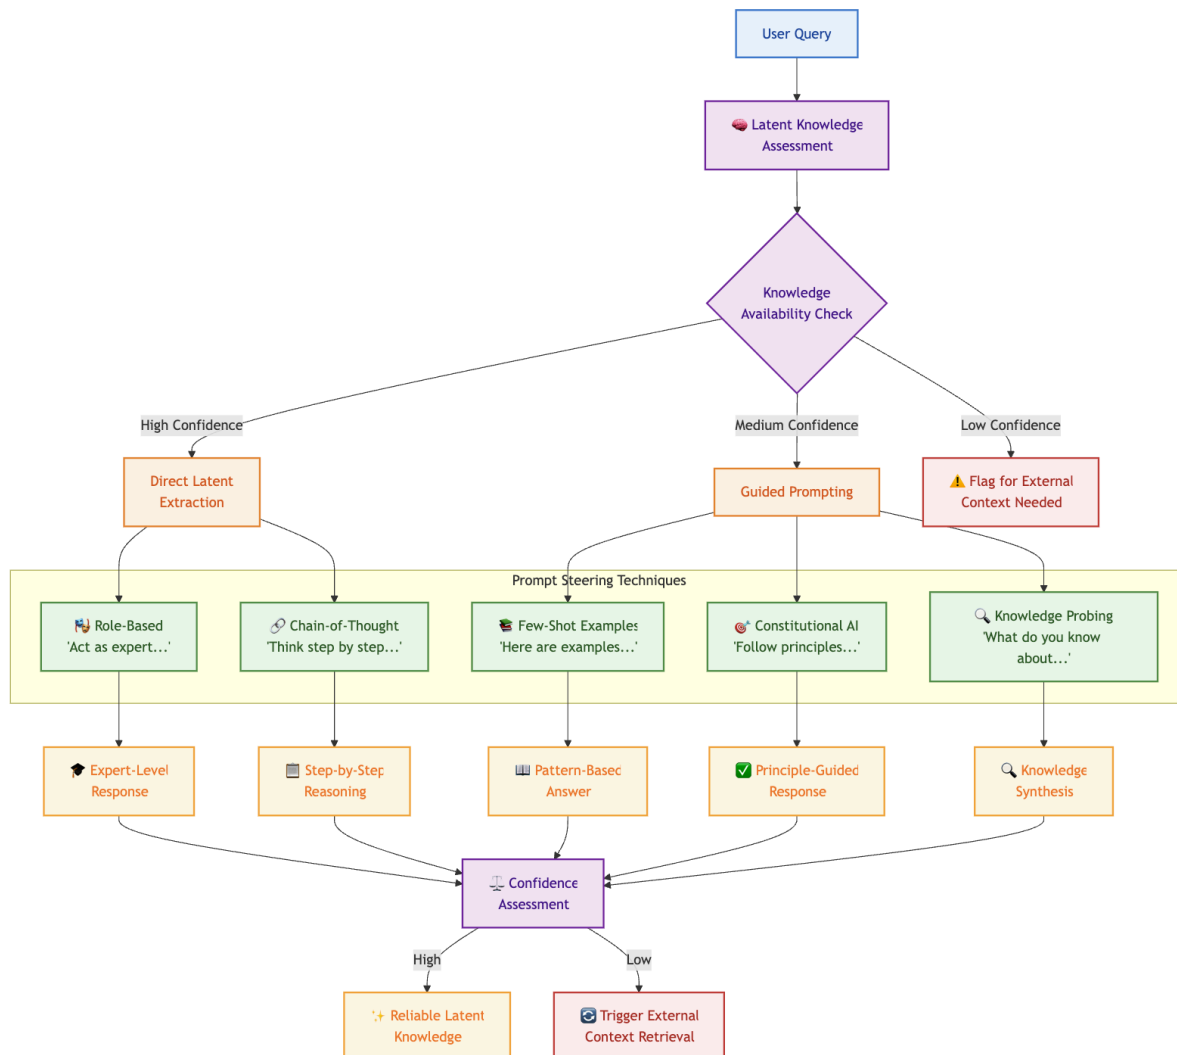 User Query
🧠 Latent Knowledge
Assessment
Knowledge
Availability Check
High Confidence
Medium Confidence
Low Confidence
Direct Latent
Extraction
Guided Prompting
⚠️ Flag for External
Context Needed
Prompt Steering Techniques
🎭 Role-Based
'Act as expert...'
🔗 Chain-of-Thought
'Think step by step...'
📚 Few-Shot Examples
'Here are examples...'
🎯 Constitutional AI
'Follow principles...'
🔍 Knowledge Probing
'What do you know
about...'
🎓 Expert-Level
Response
📋 Step-by-Step
Reasoning
📖 Pattern-Based
Answer
✅ Principle-Guided
Response
🔍 Knowledge
Synthesis
⚖️ Confidence
Assessment
High
Low
✨ Reliable Latent
Knowledge
🔄 Trigger External
Context Retrieval